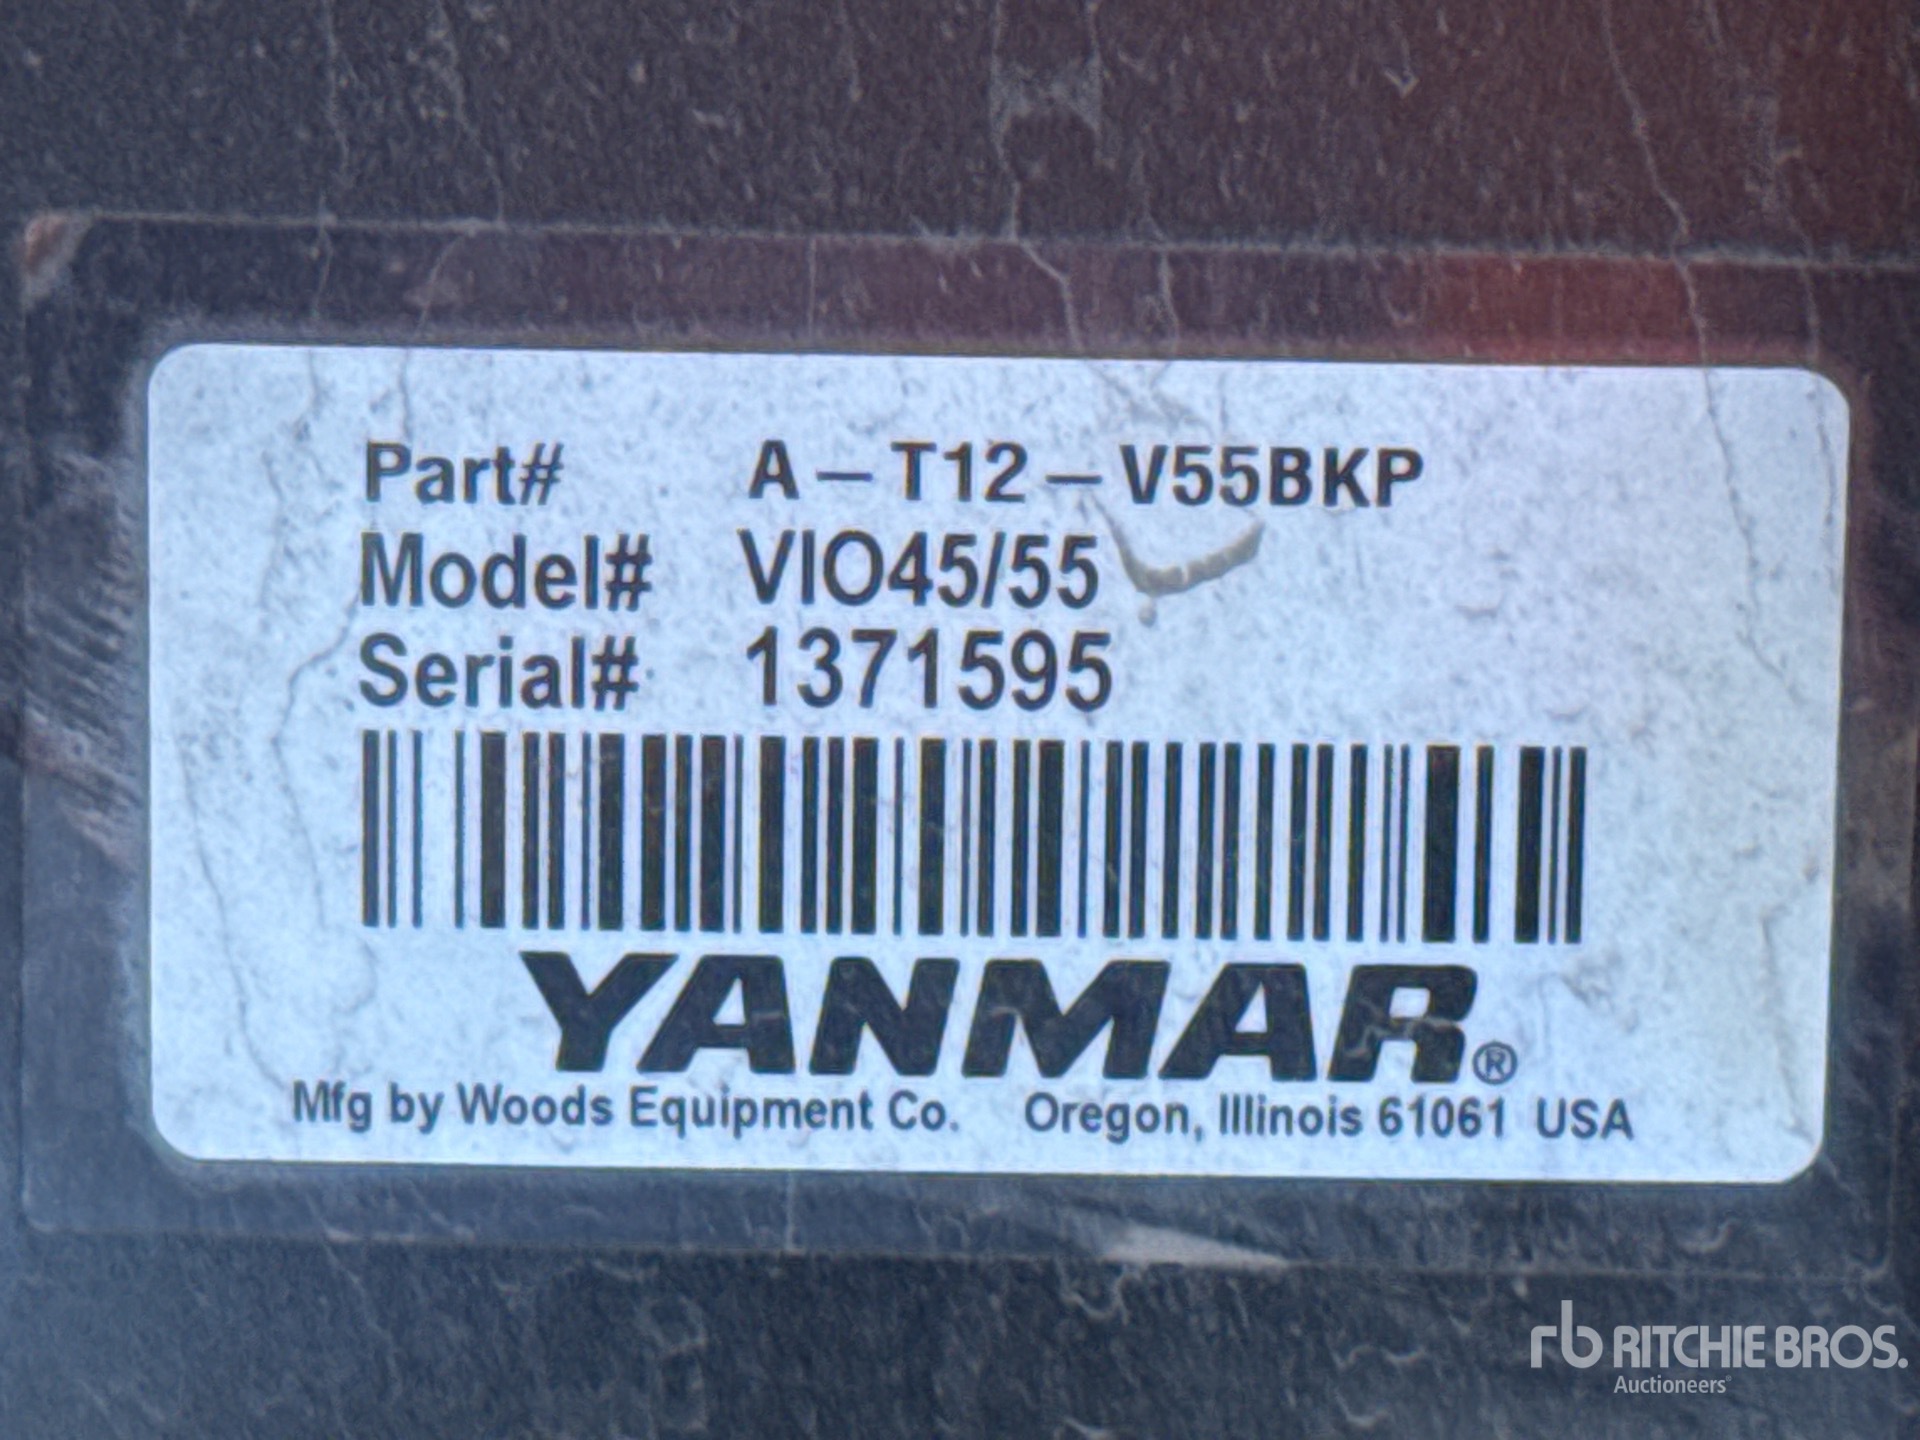 Part# A-T12-V55BKP
Model# VIO45/55
Serial# 1371595
YANMAR®
Mfg by Woods Equipment Co. Oregon, Illinois 61061 USA
rb RITCHIE BROS.
Auctioneers